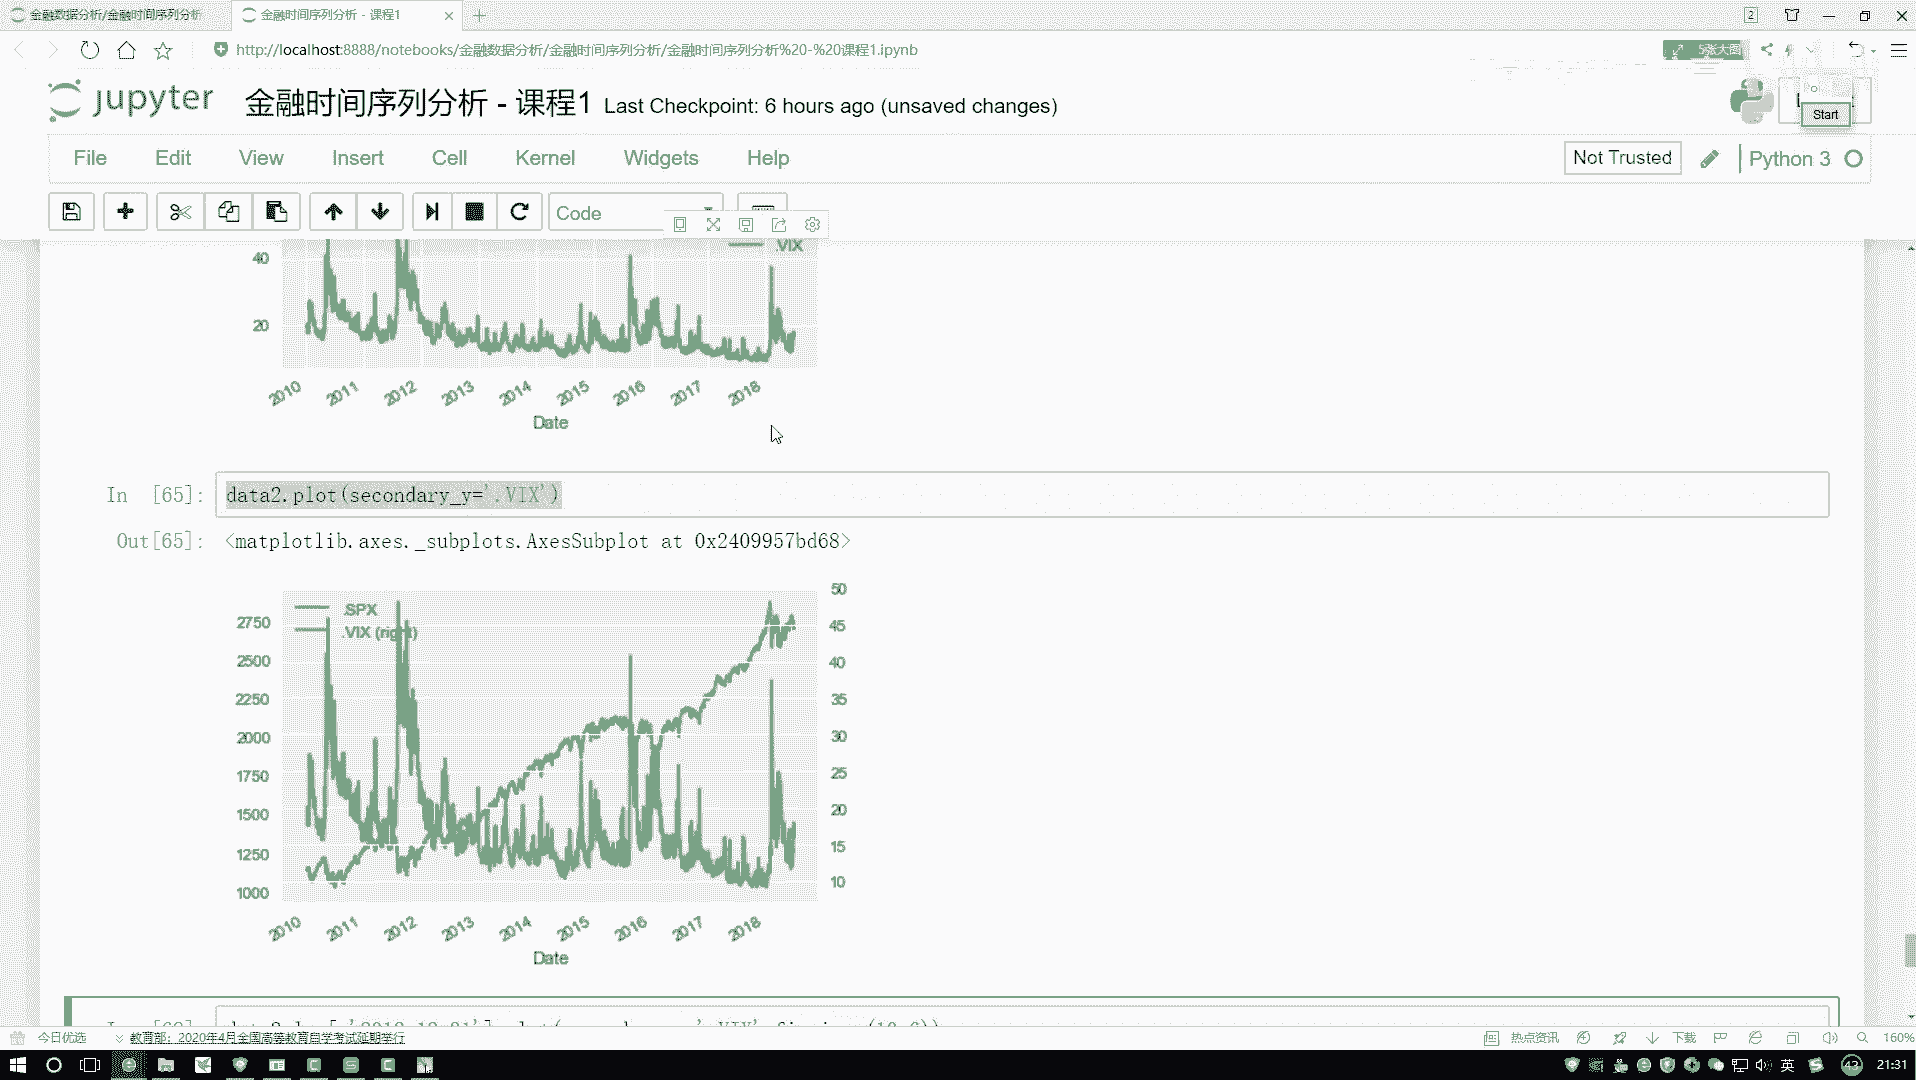 金融数据分析/金融时间序列分析
金融时间序列分析 - 课程1
2
http://localhost:8888/notebooks/金融数据分析/金融时间序列分析/金融时间序列分析%20-%20课程1.ipynb
5张大图
jupyter
金融时间序列分析 - 课程1 Last Checkpoint: 6 hours ago (unsaved changes)
Start
File Edit View Insert Cell Kernel Widgets Help
Not Trusted
Python 3
Code
.VIX
40
20
2010 2011 2012 2013 2014 2015 2016 2017 2018
Date
In [65]: data2.plot(secondary_y='.VIX')
Out[65]: <matplotlib.axes._subplots.AxesSubplot at 0x2409957bd68>
.SPX
.VIX (right)
2750
2500
2250
2000
1750
1500
1250
1000
50
45
40
35
30
25
20
15
10
2010 2011 2012 2013 2014 2015 2016 2017 2018
Date
今日优选
教育部：2020年4月全国高等教育自学考试延期举行
热点资讯
下载
160%
英
43
21:31